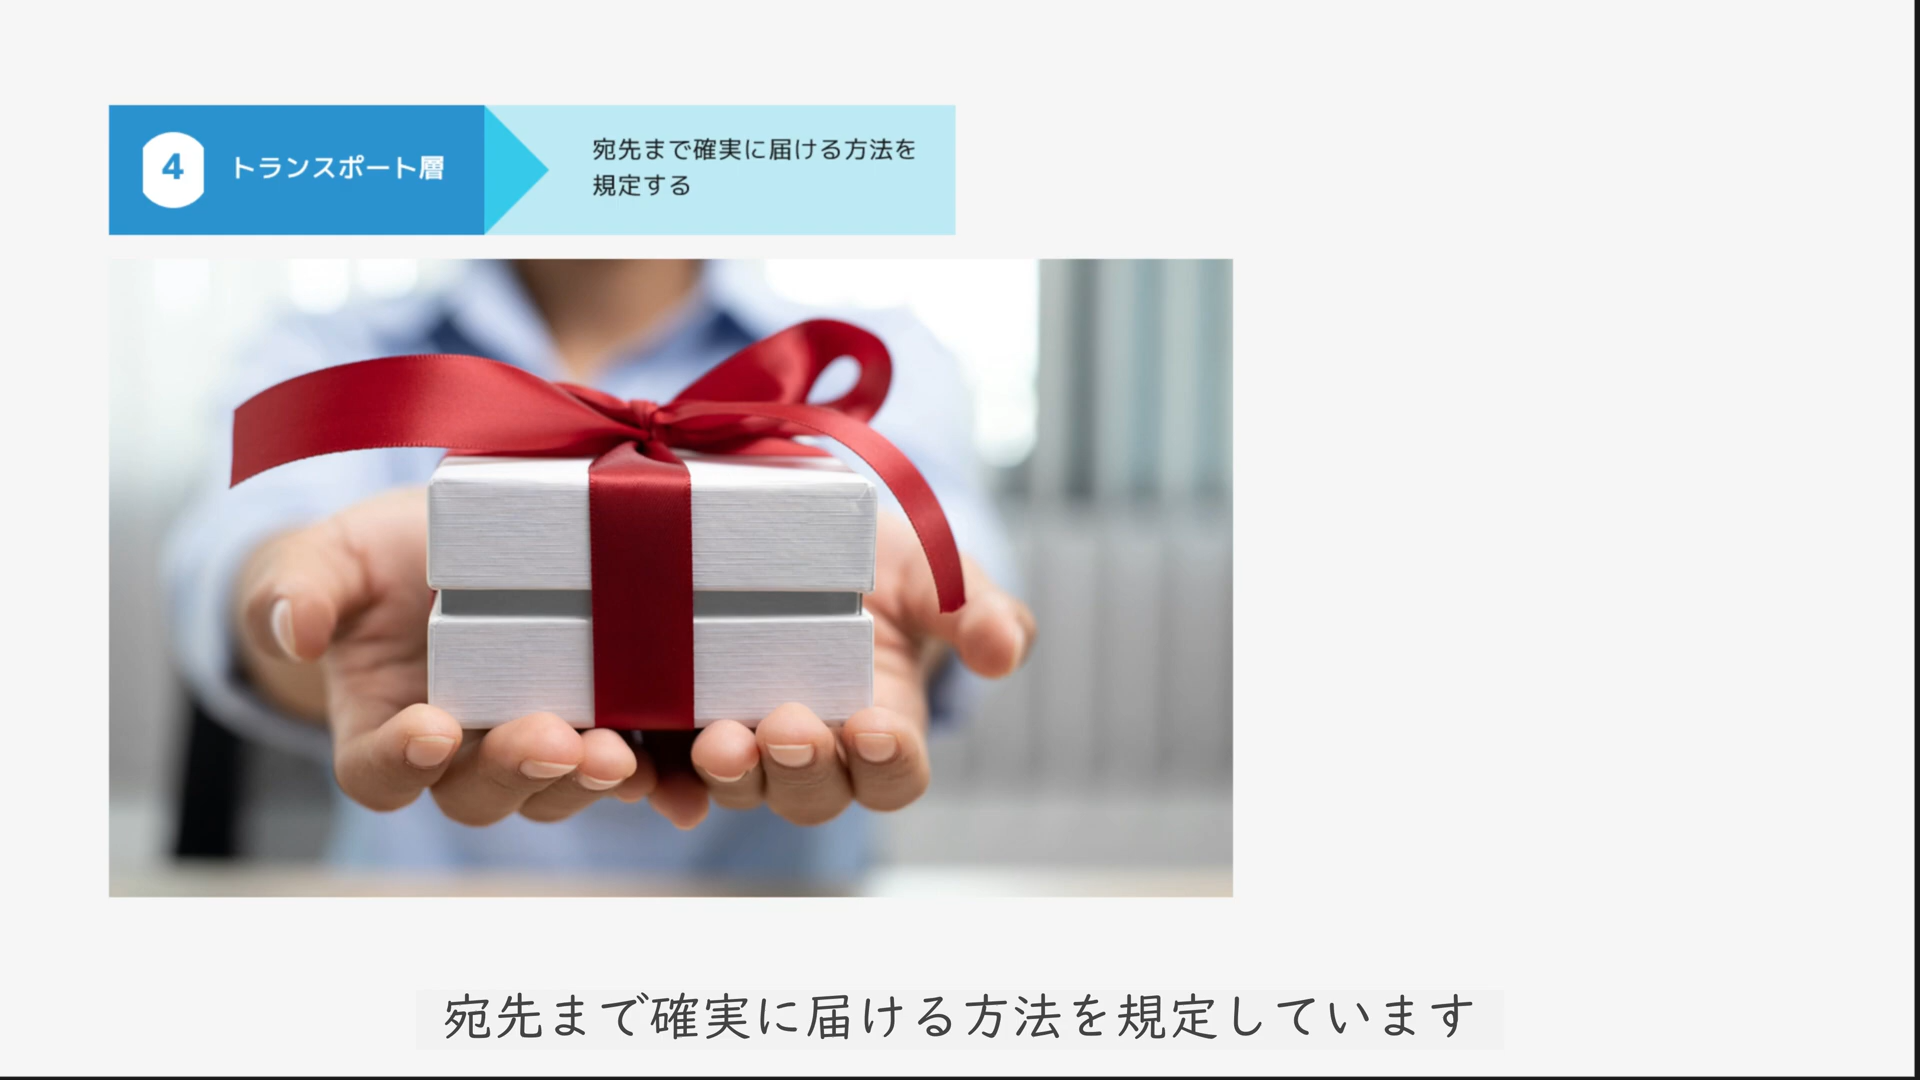 4 トランスポート層
宛先まで確実に届ける方法を
規定する
宛先まで確実に届ける方法を規定しています